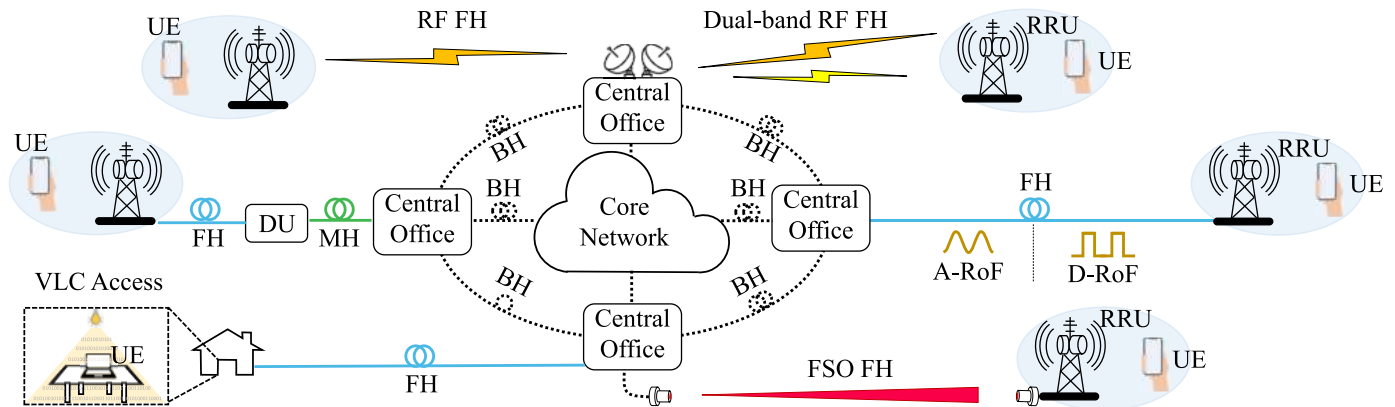 UE
RF FH
Dual-band RF FH
RRU
UE
Central
Office
BH
BH
UE
RRU
UE
FH
DU
MH
Central
Office
BH
Core
Network
BH
Central
Office
FH
A-RoF
D-RoF
VLC Access
UE
BH
BH
Central
Office
FH
FSO FH
RRU
UE